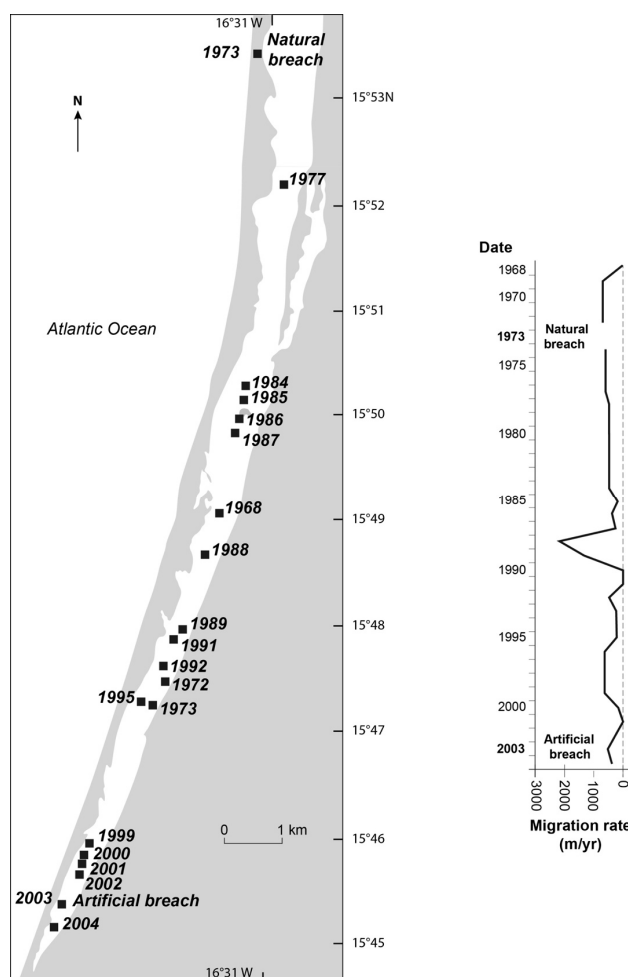 16°31 W
1973
Natural
breach
15°53N
N
1977
15°52
15°51
Atlantic Ocean
1984
1985
15°50
1986
1987
1968
15°49
1988
1989
15°48
1991
1992
1972
1995
1973
15°47
1999
0 1 km
15°46
2000
2001
2002
2003 Artificial breach
2004
15°45
16°31 W
Date
1968
1970
1973
Natural
breach
1975
1980
1985
1990
1995
2000
2003
Artificial
breach
3000
2000
1000
0
Migration rate
(m/yr)